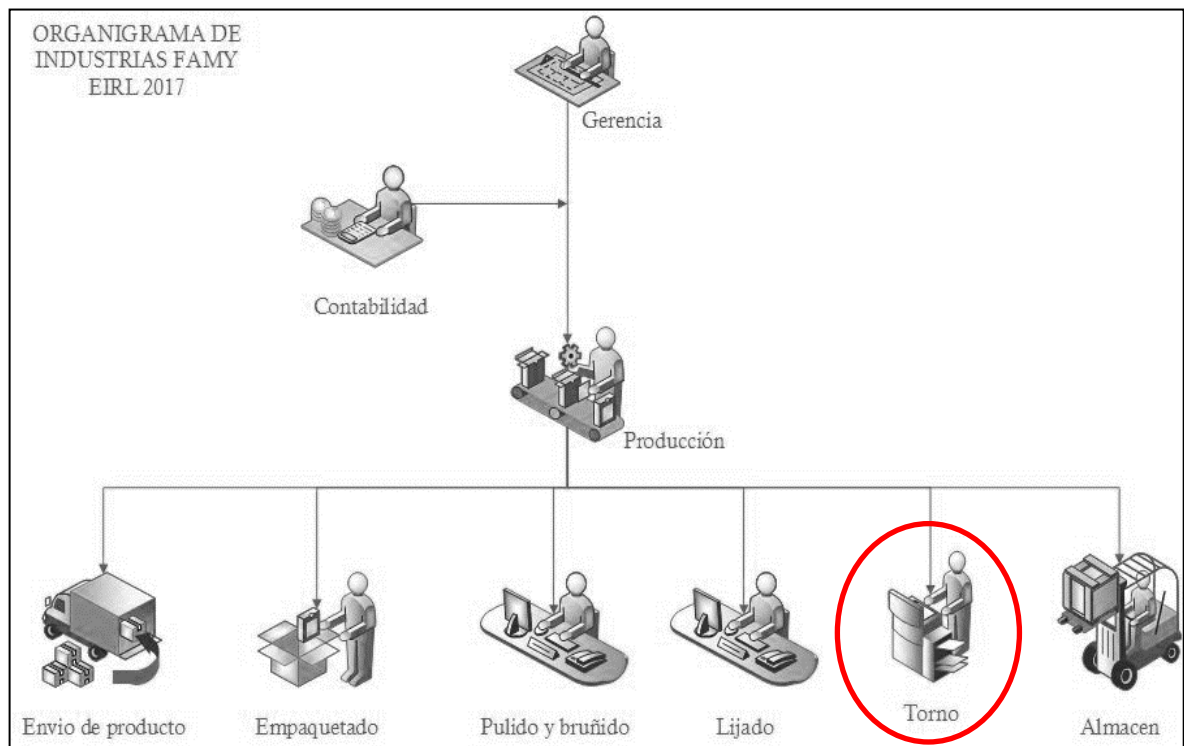 ORGANIGRAMA DE
INDUSTRIAS FAMY
EIRL 2017
Gerencia
Contabilidad
Producción
Envio de producto
Empaquetado
Pulido y bruñido
Lijado
Torno
Almacen